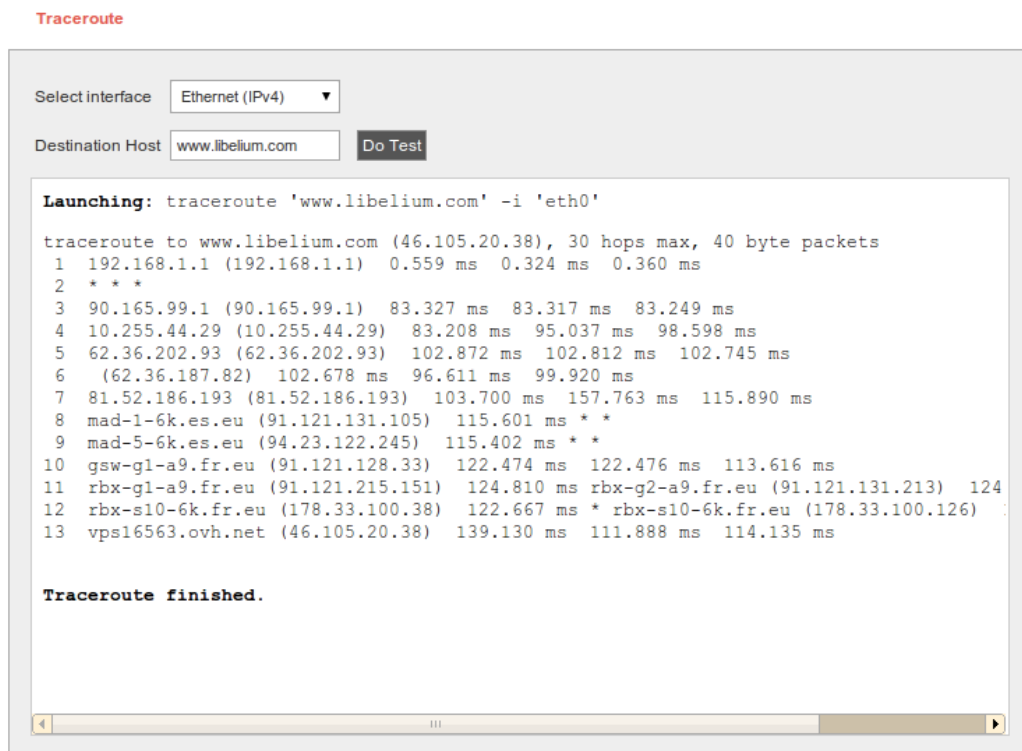 Traceroute
Select interface Ethernet (IPv4)
Destination Host www.libelium.com Do Test
Launching: traceroute 'www.libelium.com' -i 'eth0'
traceroute to www.libelium.com (46.105.20.38), 30 hops max, 40 byte packets
1 192.168.1.1 (192.168.1.1) 0.559 ms 0.324 ms 0.360 ms
2 * * *
3 90.165.99.1 (90.165.99.1) 83.327 ms 83.317 ms 83.249 ms
4 10.255.44.29 (10.255.44.29) 83.208 ms 95.037 ms 98.598 ms
5 62.36.202.93 (62.36.202.93) 102.872 ms 102.812 ms 102.745 ms
6 (62.36.187.82) 102.678 ms 96.611 ms 99.920 ms
7 81.52.186.193 (81.52.186.193) 103.700 ms 157.763 ms 115.890 ms
8 mad-1-6k.es.eu (91.121.131.105) 115.601 ms * *
9 mad-5-6k.es.eu (94.23.122.245) 115.402 ms * *
10 gsw-g1-a9.fr.eu (91.121.128.33) 122.474 ms 122.476 ms 113.616 ms
11 rbx-g1-a9.fr.eu (91.121.215.151) 124.810 ms rbx-g2-a9.fr.eu (91.121.131.213) 124
12 rbx-s10-6k.fr.eu (178.33.100.38) 122.667 ms * rbx-s10-6k.fr.eu (178.33.100.126)
13 vps16563.ovh.net (46.105.20.38) 139.130 ms 111.888 ms 114.135 ms
Traceroute finished.